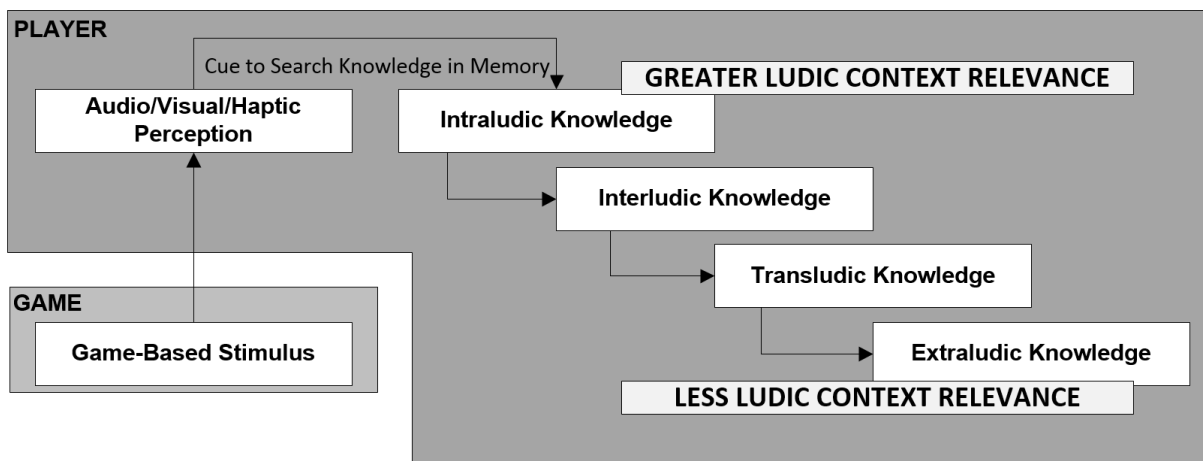 PLAYER
Cue to Search Knowledge in Memory
GREATER LUDIC CONTEXT RELEVANCE
Audio/Visual/Haptic
Perception
Intraludic Knowledge
Interludic Knowledge
Transludic Knowledge
GAME
Game-Based Stimulus
Extraludic Knowledge
LESS LUDIC CONTEXT RELEVANCE